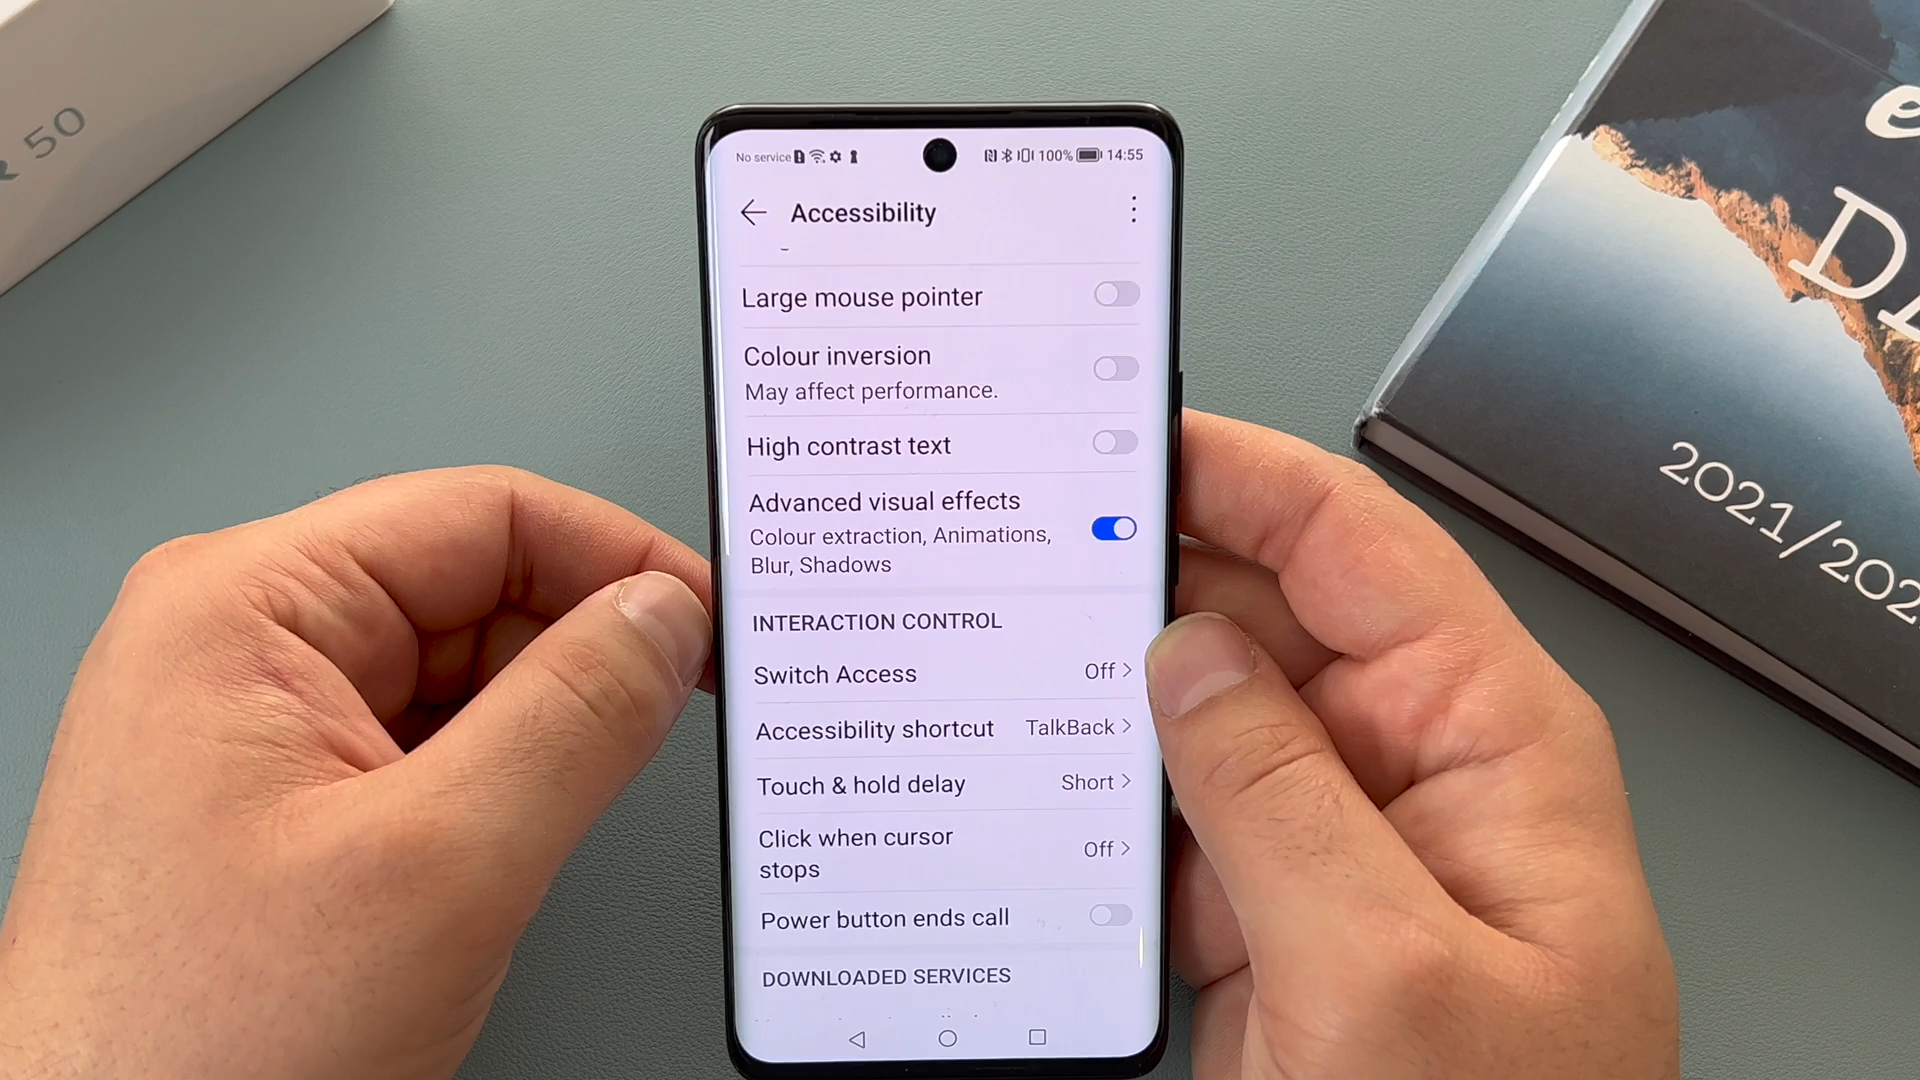 R 50
No service 100% 14:55
Accessibility
Large mouse pointer
Colour inversion
May affect performance.
High contrast text
Advanced visual effects
Colour extraction, Animations,
Blur, Shadows
INTERACTION CONTROL
Switch Access Off
Accessibility shortcut TalkBack
Touch & hold delay Short
Click when cursor
stops
Off
Power button ends call
DOWNLOADED SERVICES
2021/202